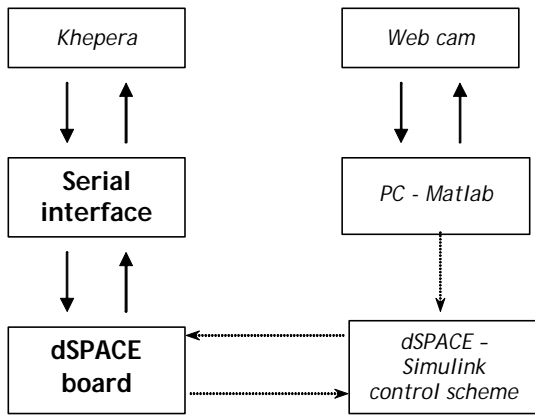 Khepera
Web cam
Serial
interface
PC - Matlab
dSPACE
board
dSPACE –
Simulink
control scheme